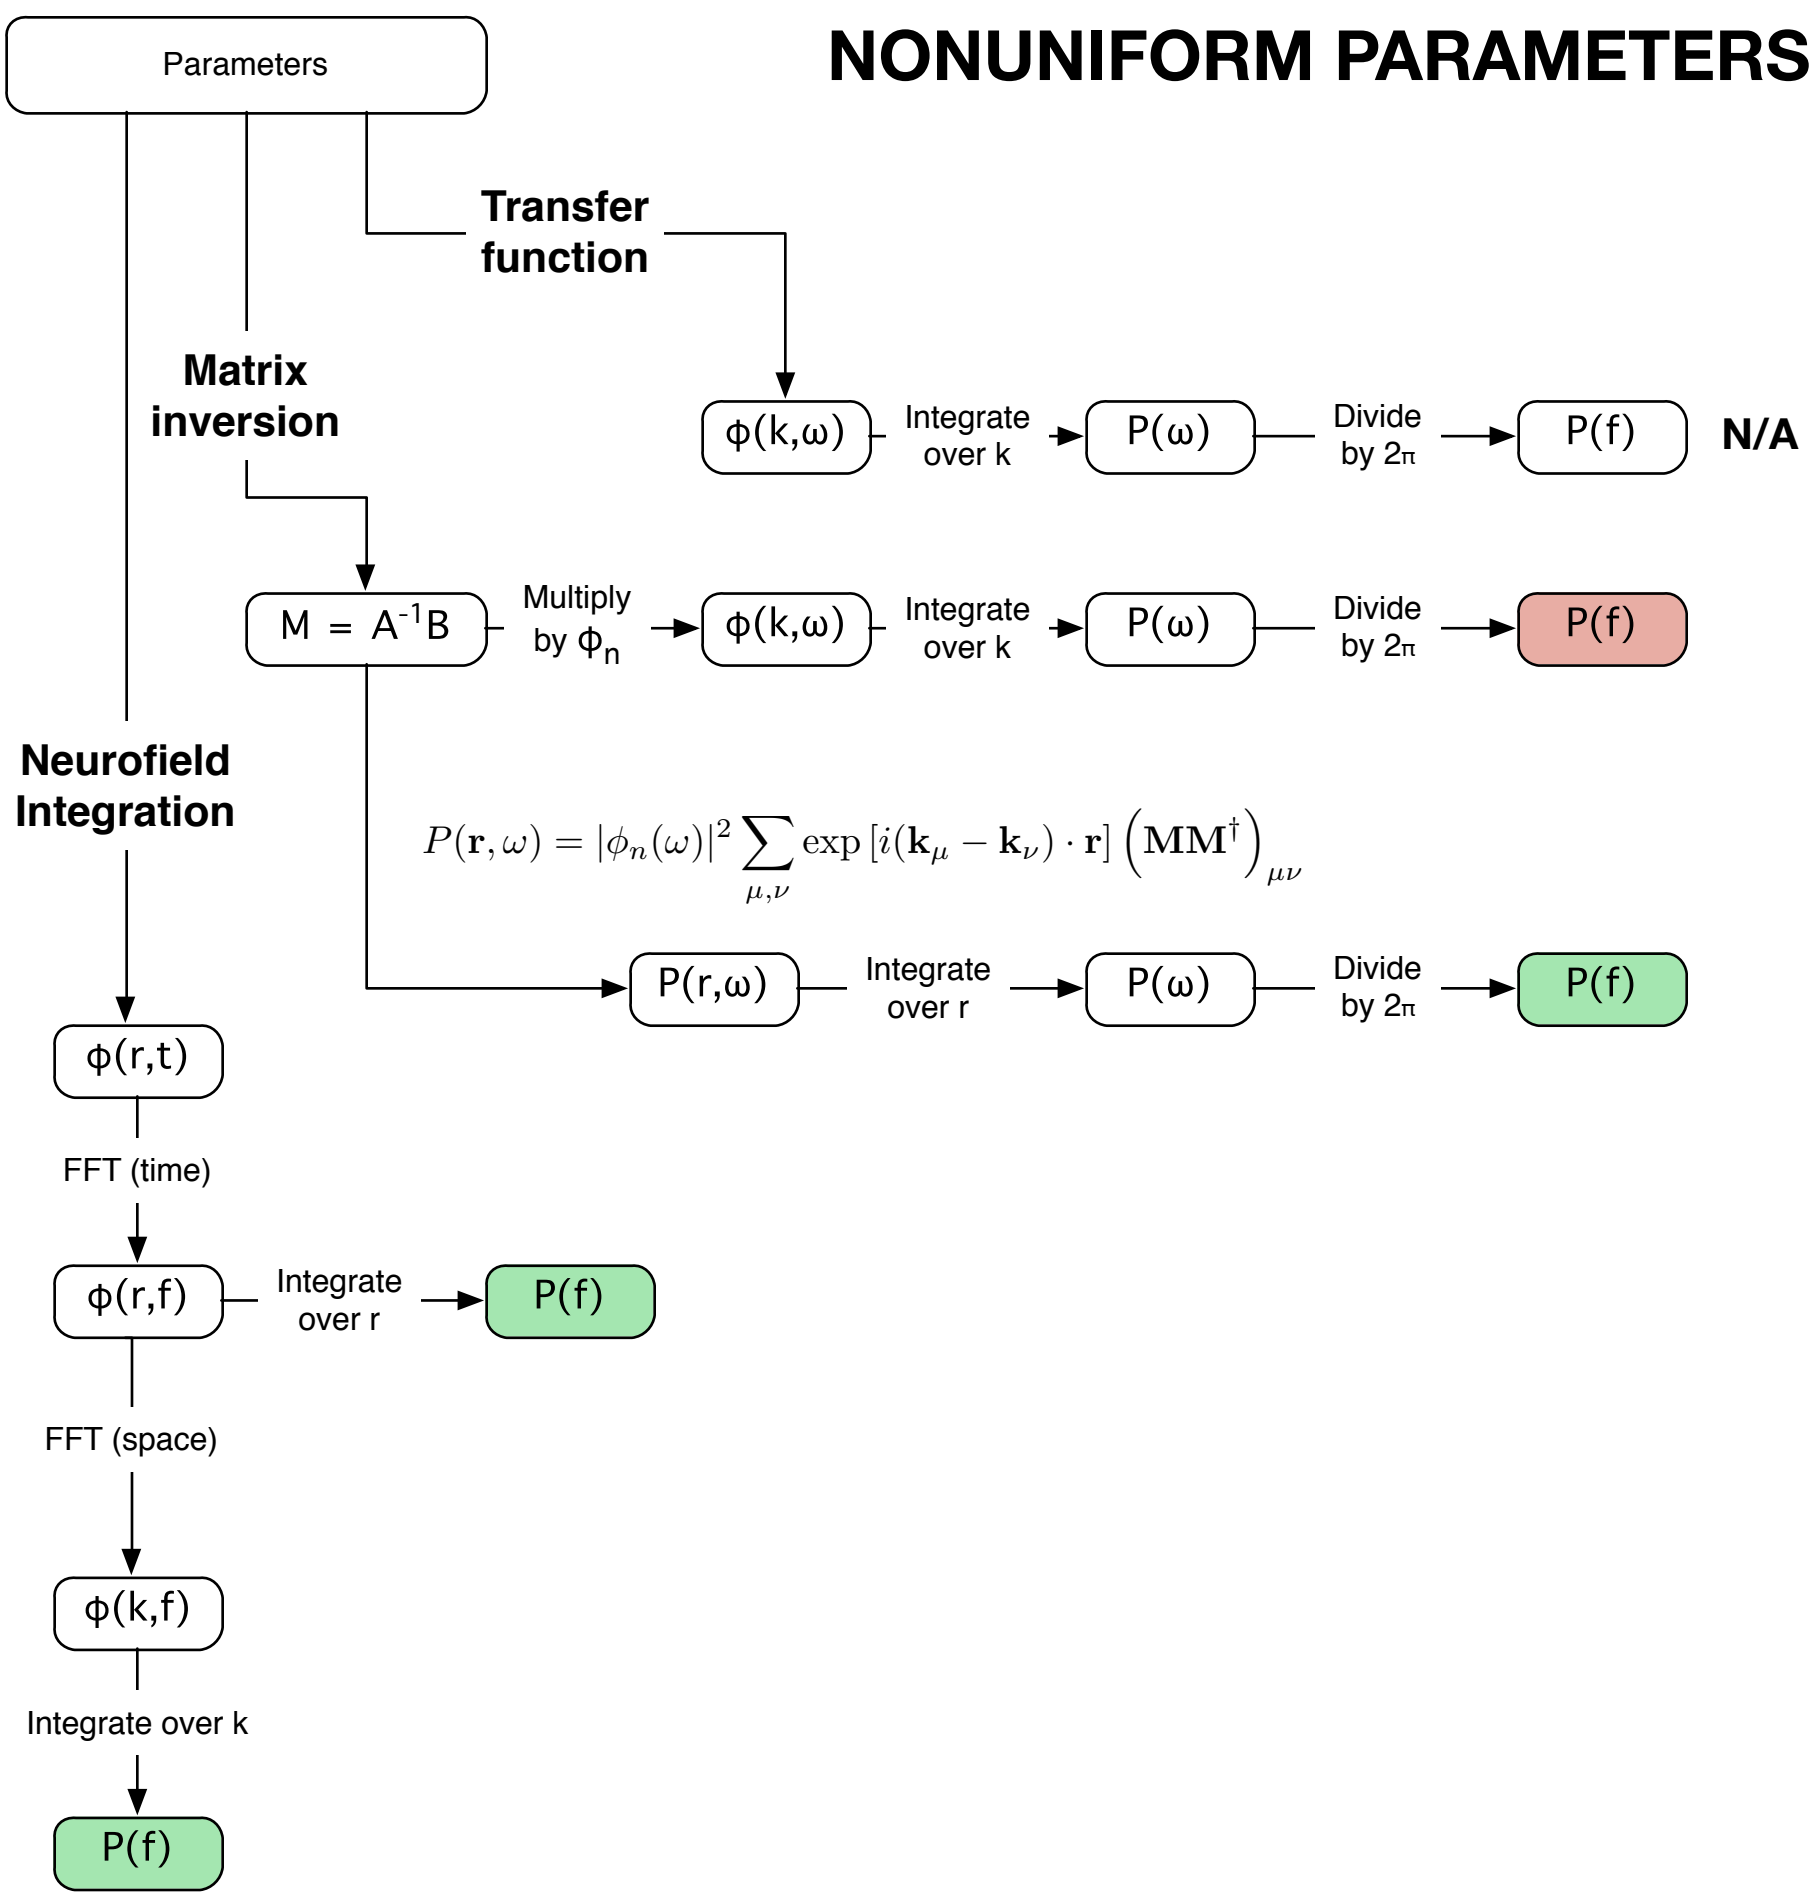 Parameters
NONUNIFORM PARAMETERS
Transfer
function
Matrix
inversion
ϕ(k,ω)
Integrate
over k
P(ω)
Divide
by 2π
P(f)
N/A
M = A⁻¹B
Multiply
by ϕₙ
ϕ(k,ω)
Integrate
over k
P(ω)
Divide
by 2π
P(f)
Neurofield
Integration
P(𝐫, ω) = |ϕₙ(ω)|² ∑_{μ,ν} exp [i(𝐤_μ − 𝐤_ν) · 𝐫] (𝐌𝐌†)_{μν}
P(r,ω)
Integrate
over r
P(ω)
Divide
by 2π
P(f)
ϕ(r,t)
FFT (time)
ϕ(r,f)
Integrate
over r
P(f)
FFT (space)
ϕ(k,f)
Integrate over k
P(f)